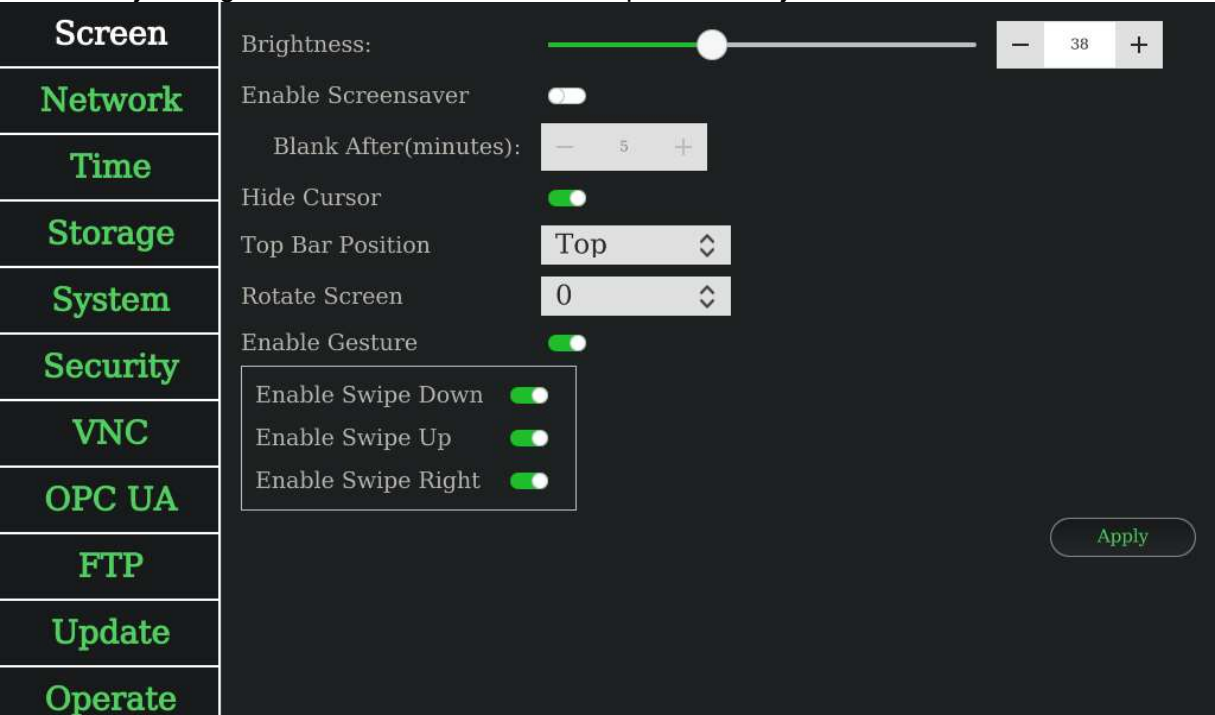 Screen
Network
Time
Storage
System
Security
VNC
OPC UA
FTP
Update
Operate
Brightness:
− 38 +
Enable Screensaver
Blank After(minutes):
− 5 +
Hide Cursor
Top Bar Position
Top
Rotate Screen
0
Enable Gesture
Enable Swipe Down
Enable Swipe Up
Enable Swipe Right
Apply